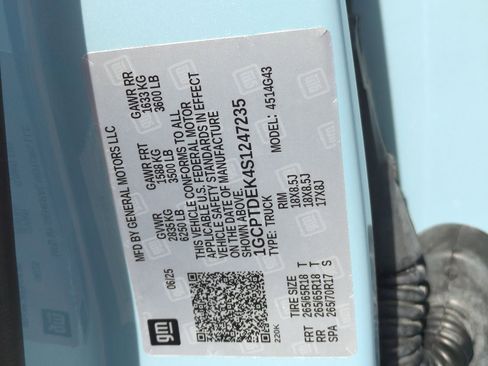 MFD BY GENERAL MOTORS LLC
06/25
GVWR
2835 KG
6250 LB
GAWR FRT
1588 KG
3500 LB
GAWR RR
1633 KG
3600 LB
THIS VEHICLE CONFORMS TO ALL
APPLICABLE U.S. FEDERAL MOTOR
VEHICLE SAFETY STANDARDS IN EFFECT
ON THE DATE OF MANUFACTURE
SHOWN ABOVE.
1GCPTDEK4S1247235
TYPE: TRUCK
MODEL: 4514G43
gm
220K
TIRE SIZE
RIM
FRT 265/65R18 T 18X8.5J
RR 265/65R18 T 18X8.5J
SPA 265/70R17 S 17X8J